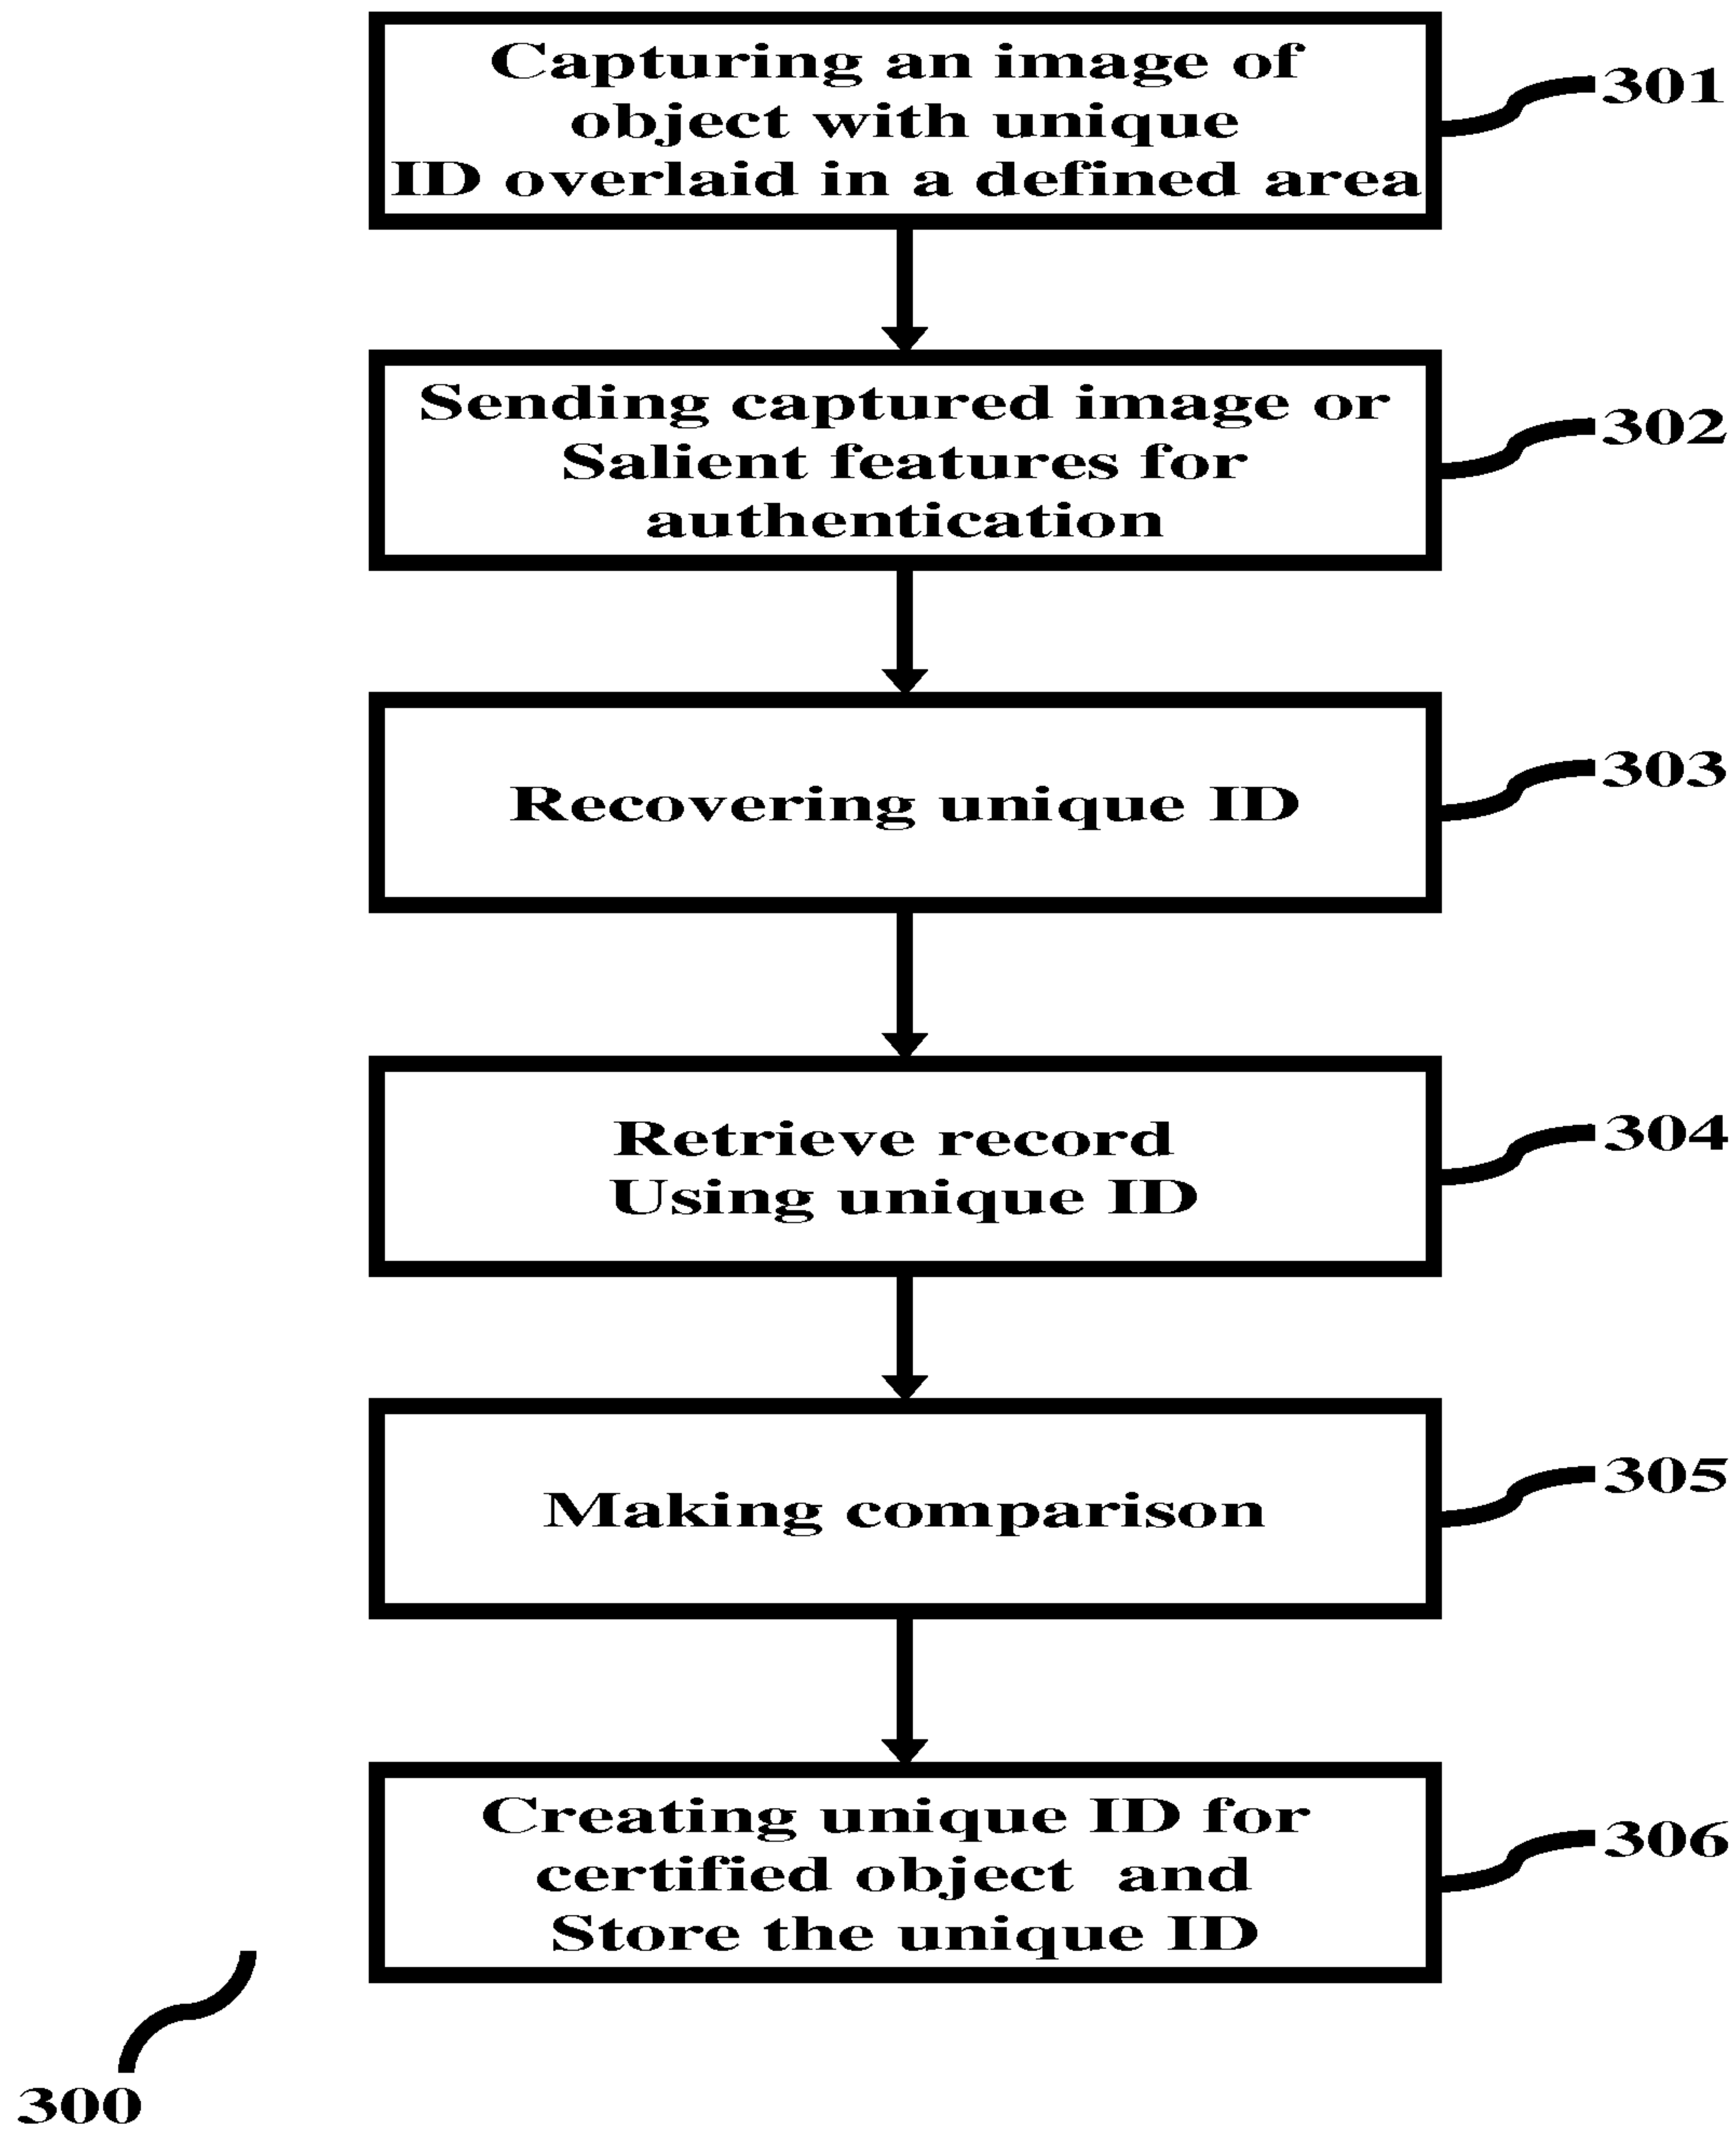 Capturing an image of
object with unique
ID overlaid in a defined area
301
Sending captured image or
Salient features for
authentication
302
Recovering unique ID
303
Retrieve record
Using unique ID
304
Making comparison
305
Creating unique ID for
certified object and
Store the unique ID
306
300